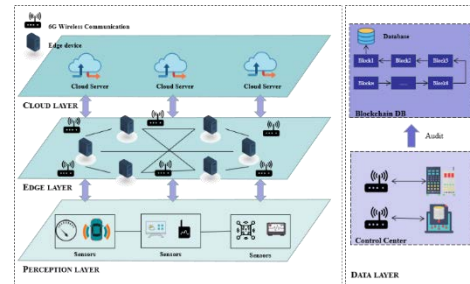 6G Wireless Communication
Edge device
Cloud Server
Cloud Server
Cloud Server
CLOUD LAYER
EDGE LAYER
Sensors
Sensors
Sensors
PERCEPTION LAYER
Database
Block1
Block2
Block3
Blockn
......
Blockchain DB
Audit
Control Center
DATA LAYER